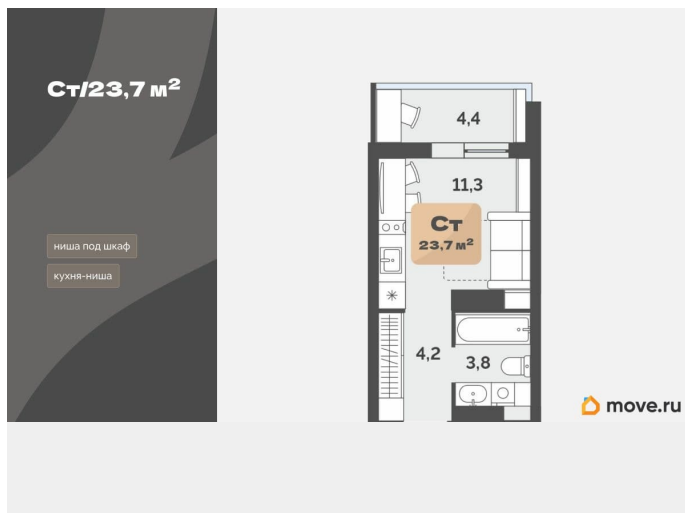 Ст/23,7 м²
ниша под шкаф
кухня-ниша
4,4
11,3
Ст
23,7 м²
4,2
3,8
move.ru